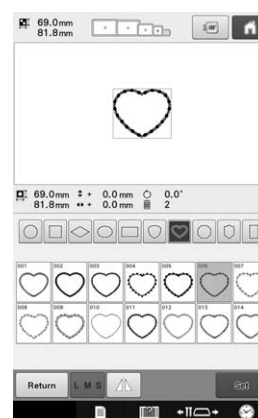 69.0mm
81.8mm
69.0mm + 0.0mm 0.0°
81.8mm + 0.0mm 2
001 002 003 004 005 006 007
008 009 010 011 012 013 014
Return L M S Set